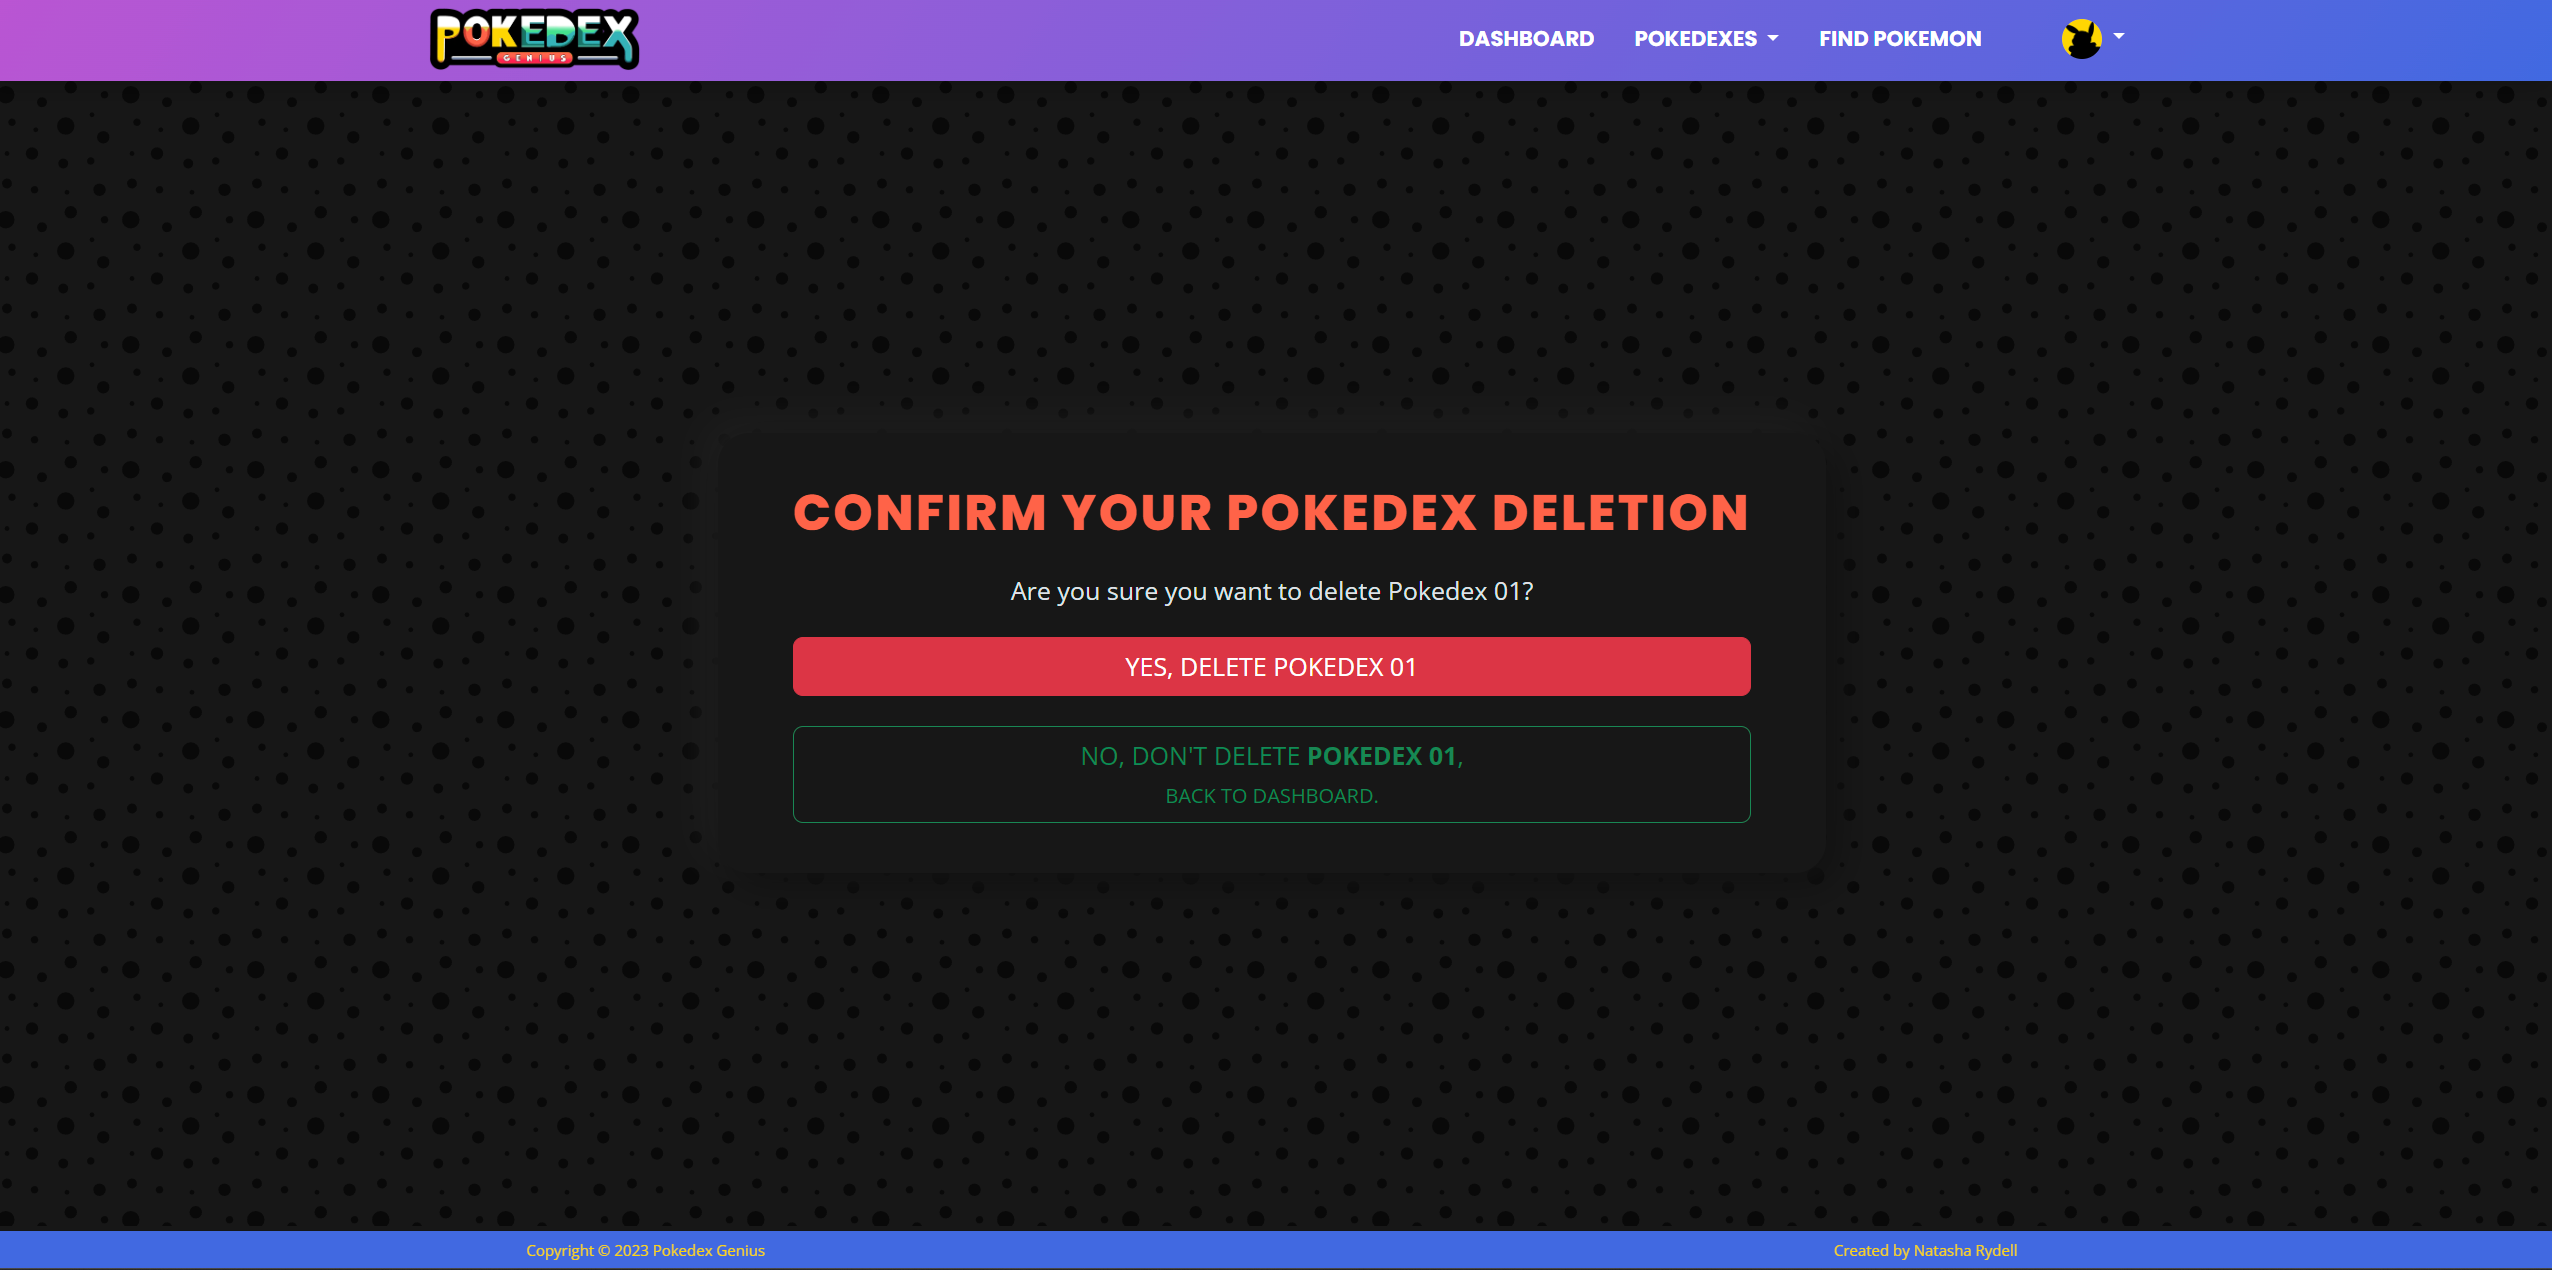 POKEDEX
GENIUS
DASHBOARD
POKEDEXES
FIND POKEMON
CONFIRM YOUR POKEDEX DELETION
Are you sure you want to delete Pokedex 01?
YES, DELETE POKEDEX 01
NO, DON'T DELETE POKEDEX 01,
BACK TO DASHBOARD.
Copyright © 2023 Pokedex Genius
Created by Natasha Rydell